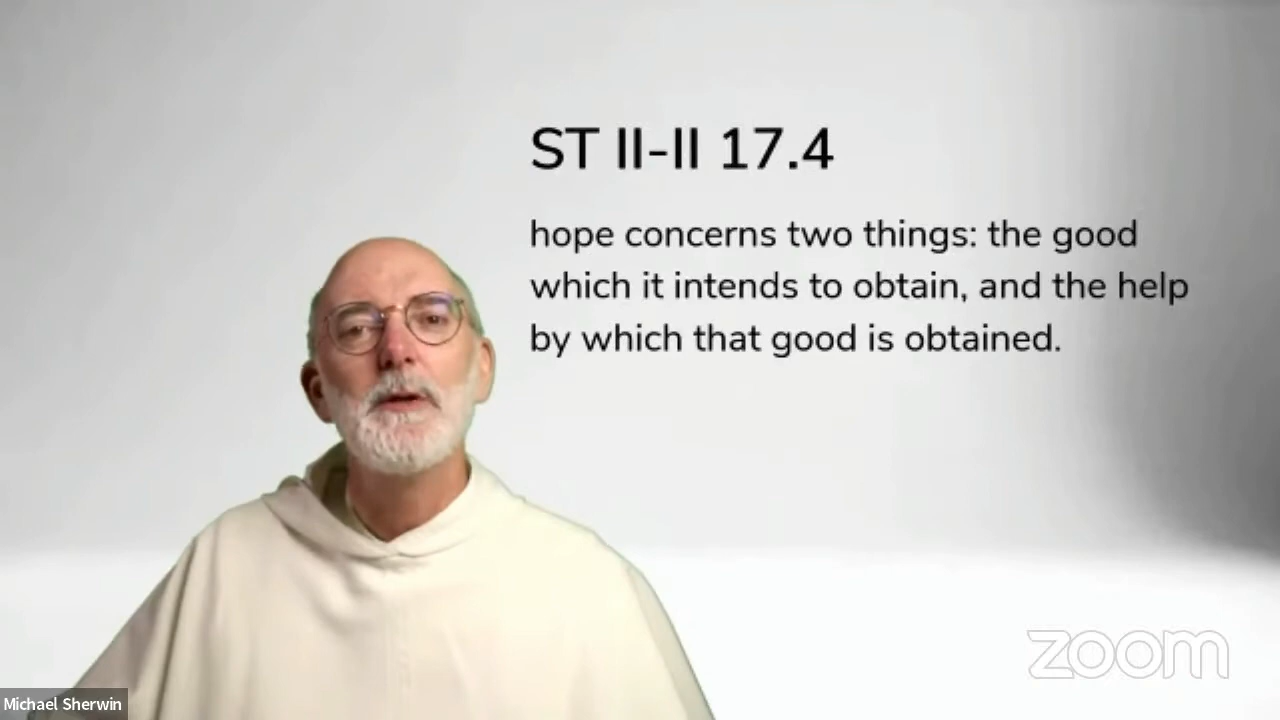 ST II-II 17.4
hope concerns two things: the good
which it intends to obtain, and the help
by which that good is obtained.
zoom
Michael Sherwin